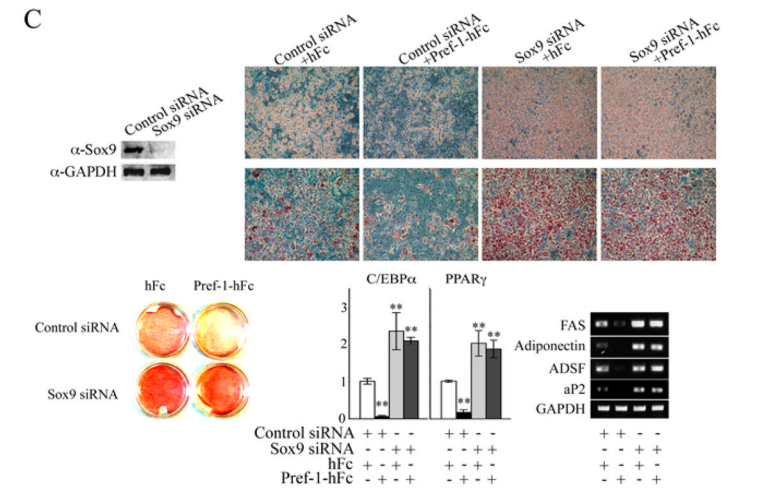 C
Control siRNA +hFc
Control siRNA +Pref-1-hFc
Sox9 siRNA +hFc
Sox9 siRNA +Pref-1-hFc
Control siRNA
Sox9 siRNA
α-Sox9
α-GAPDH
hFc Pref-1-hFc
Control siRNA
Sox9 siRNA
C/EBPα PPARγ
3
2
1
0
** ** ** ** ** **
Control siRNA + + - - + + - -
Sox9 siRNA - - + + - - + +
hFc + - + - + - + -
Pref-1-hFc - + - + - + - +
FAS
Adiponectin
ADSF
aP2
GAPDH
+ + - -
- - + +
+ - + -
- + - +